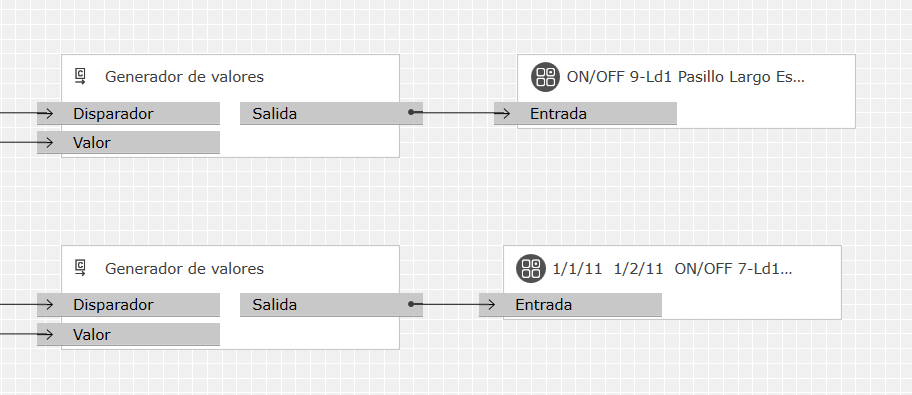 Generador de valores
ON/OFF 9-Ld1 Pasillo Largo Es...
Disparador
Salida
Entrada
Valor
Generador de valores
1/1/11 1/2/11 ON/OFF 7-Ld1...
Disparador
Salida
Entrada
Valor